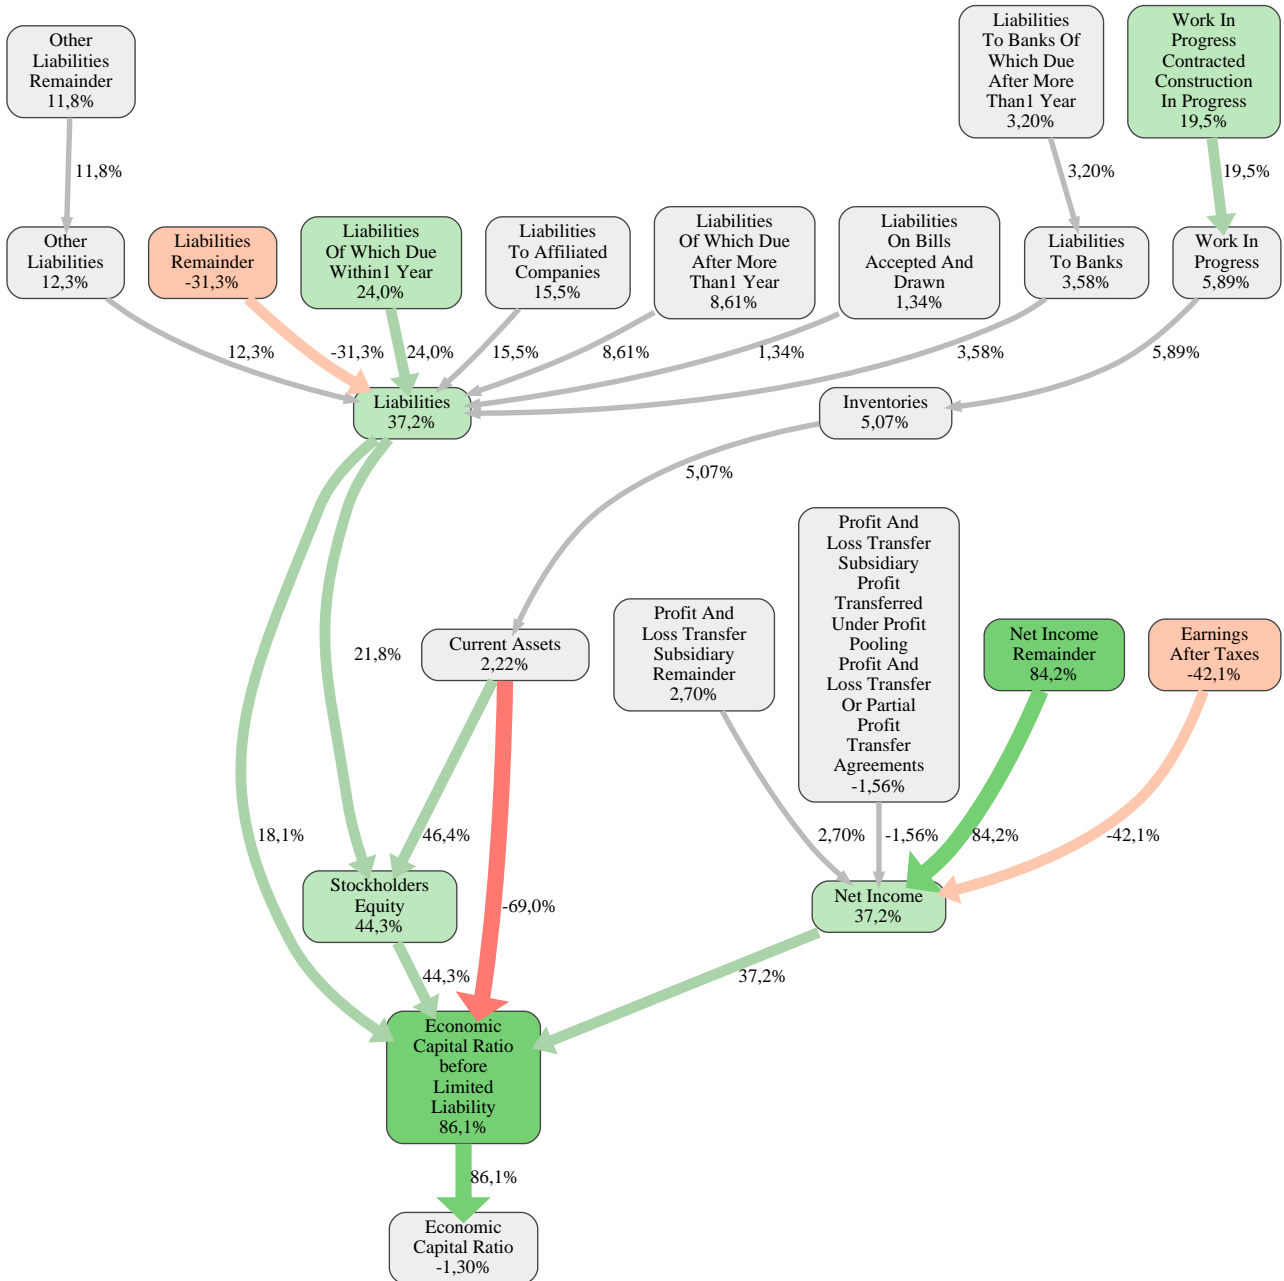 Other
Liabilities
Remainder
11,8%
Liabilities
To Banks Of
Which Due
After More
Than1 Year
3,20%
Work In
Progress
Contracted
Construction
In Progress
19,5%
11,8%
3,20%
19,5%
Other
Liabilities
12,3%
Liabilities
Remainder
-31,3%
Liabilities
Of Which Due
Within1 Year
24,0%
Liabilities
To Affiliated
Companies
15,5%
Liabilities
Of Which Due
After More
Than1 Year
8,61%
Liabilities
On Bills
Accepted And
Drawn
1,34%
Liabilities
To Banks
3,58%
Work In
Progress
5,89%
12,3%
-31,3%
24,0%
15,5%
8,61%
1,34%
3,58%
5,89%
Liabilities
37,2%
Inventories
5,07%
5,07%
Profit And
Loss Transfer
Subsidiary
Profit
Transferred
Under Profit
Pooling
Profit And
Loss Transfer
Or Partial
Profit
Transfer
Agreements
-1,56%
Profit And
Loss Transfer
Subsidiary
Remainder
2,70%
Net Income
Remainder
84,2%
Earnings
After Taxes
-42,1%
21,8%
Current Assets
2,22%
18,1%
46,4%
2,70%
-1,56%
84,2%
-42,1%
Stockholders
Equity
44,3%
-69,0%
Net Income
37,2%
44,3%
37,2%
Economic
Capital Ratio
before
Limited
Liability
86,1%
86,1%
Economic
Capital Ratio
-1,30%